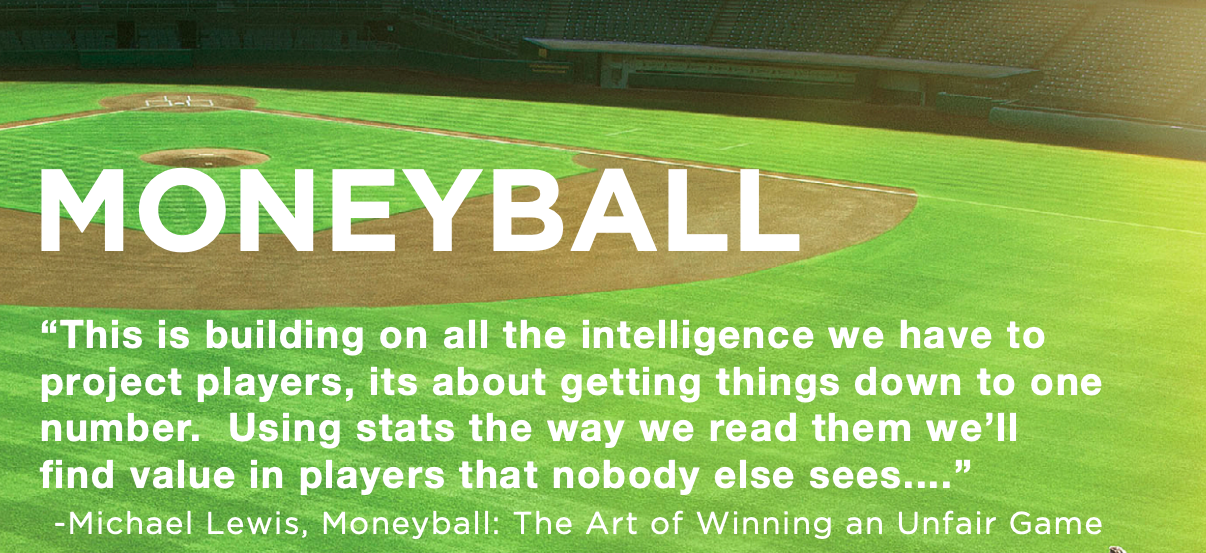 MONEYBALL
“This is building on all the intelligence we have to
project players, its about getting things down to one
number.  Using stats the way we read them we’ll
find value in players that nobody else sees....”
-Michael Lewis, Moneyball: The Art of Winning an Unfair Game